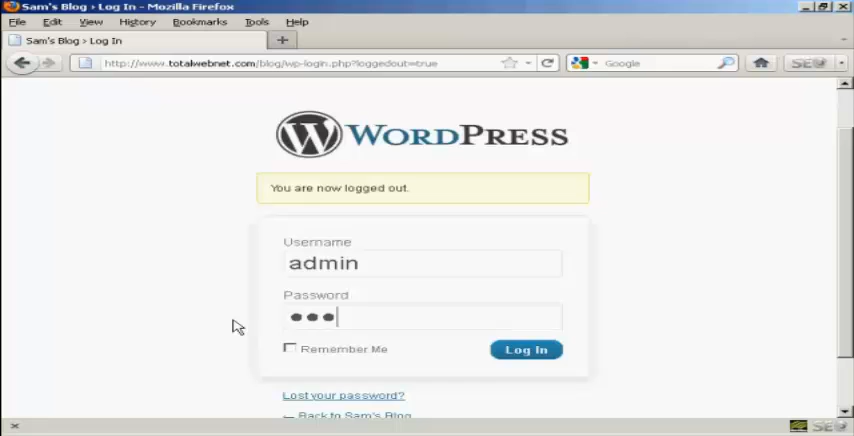 Sam's Blog › Log In - Mozilla Firefox
File Edit View History Bookmarks Tools Help
Sam's Blog › Log In
http://www.totalwebnet.com/blog/wp-login.php?loggedout=true
Google
SEO
WORDPRESS
You are now logged out.
Username
admin
Password
Remember Me
Log In
Lost your password?
← Back to Sam's Blog
SEO